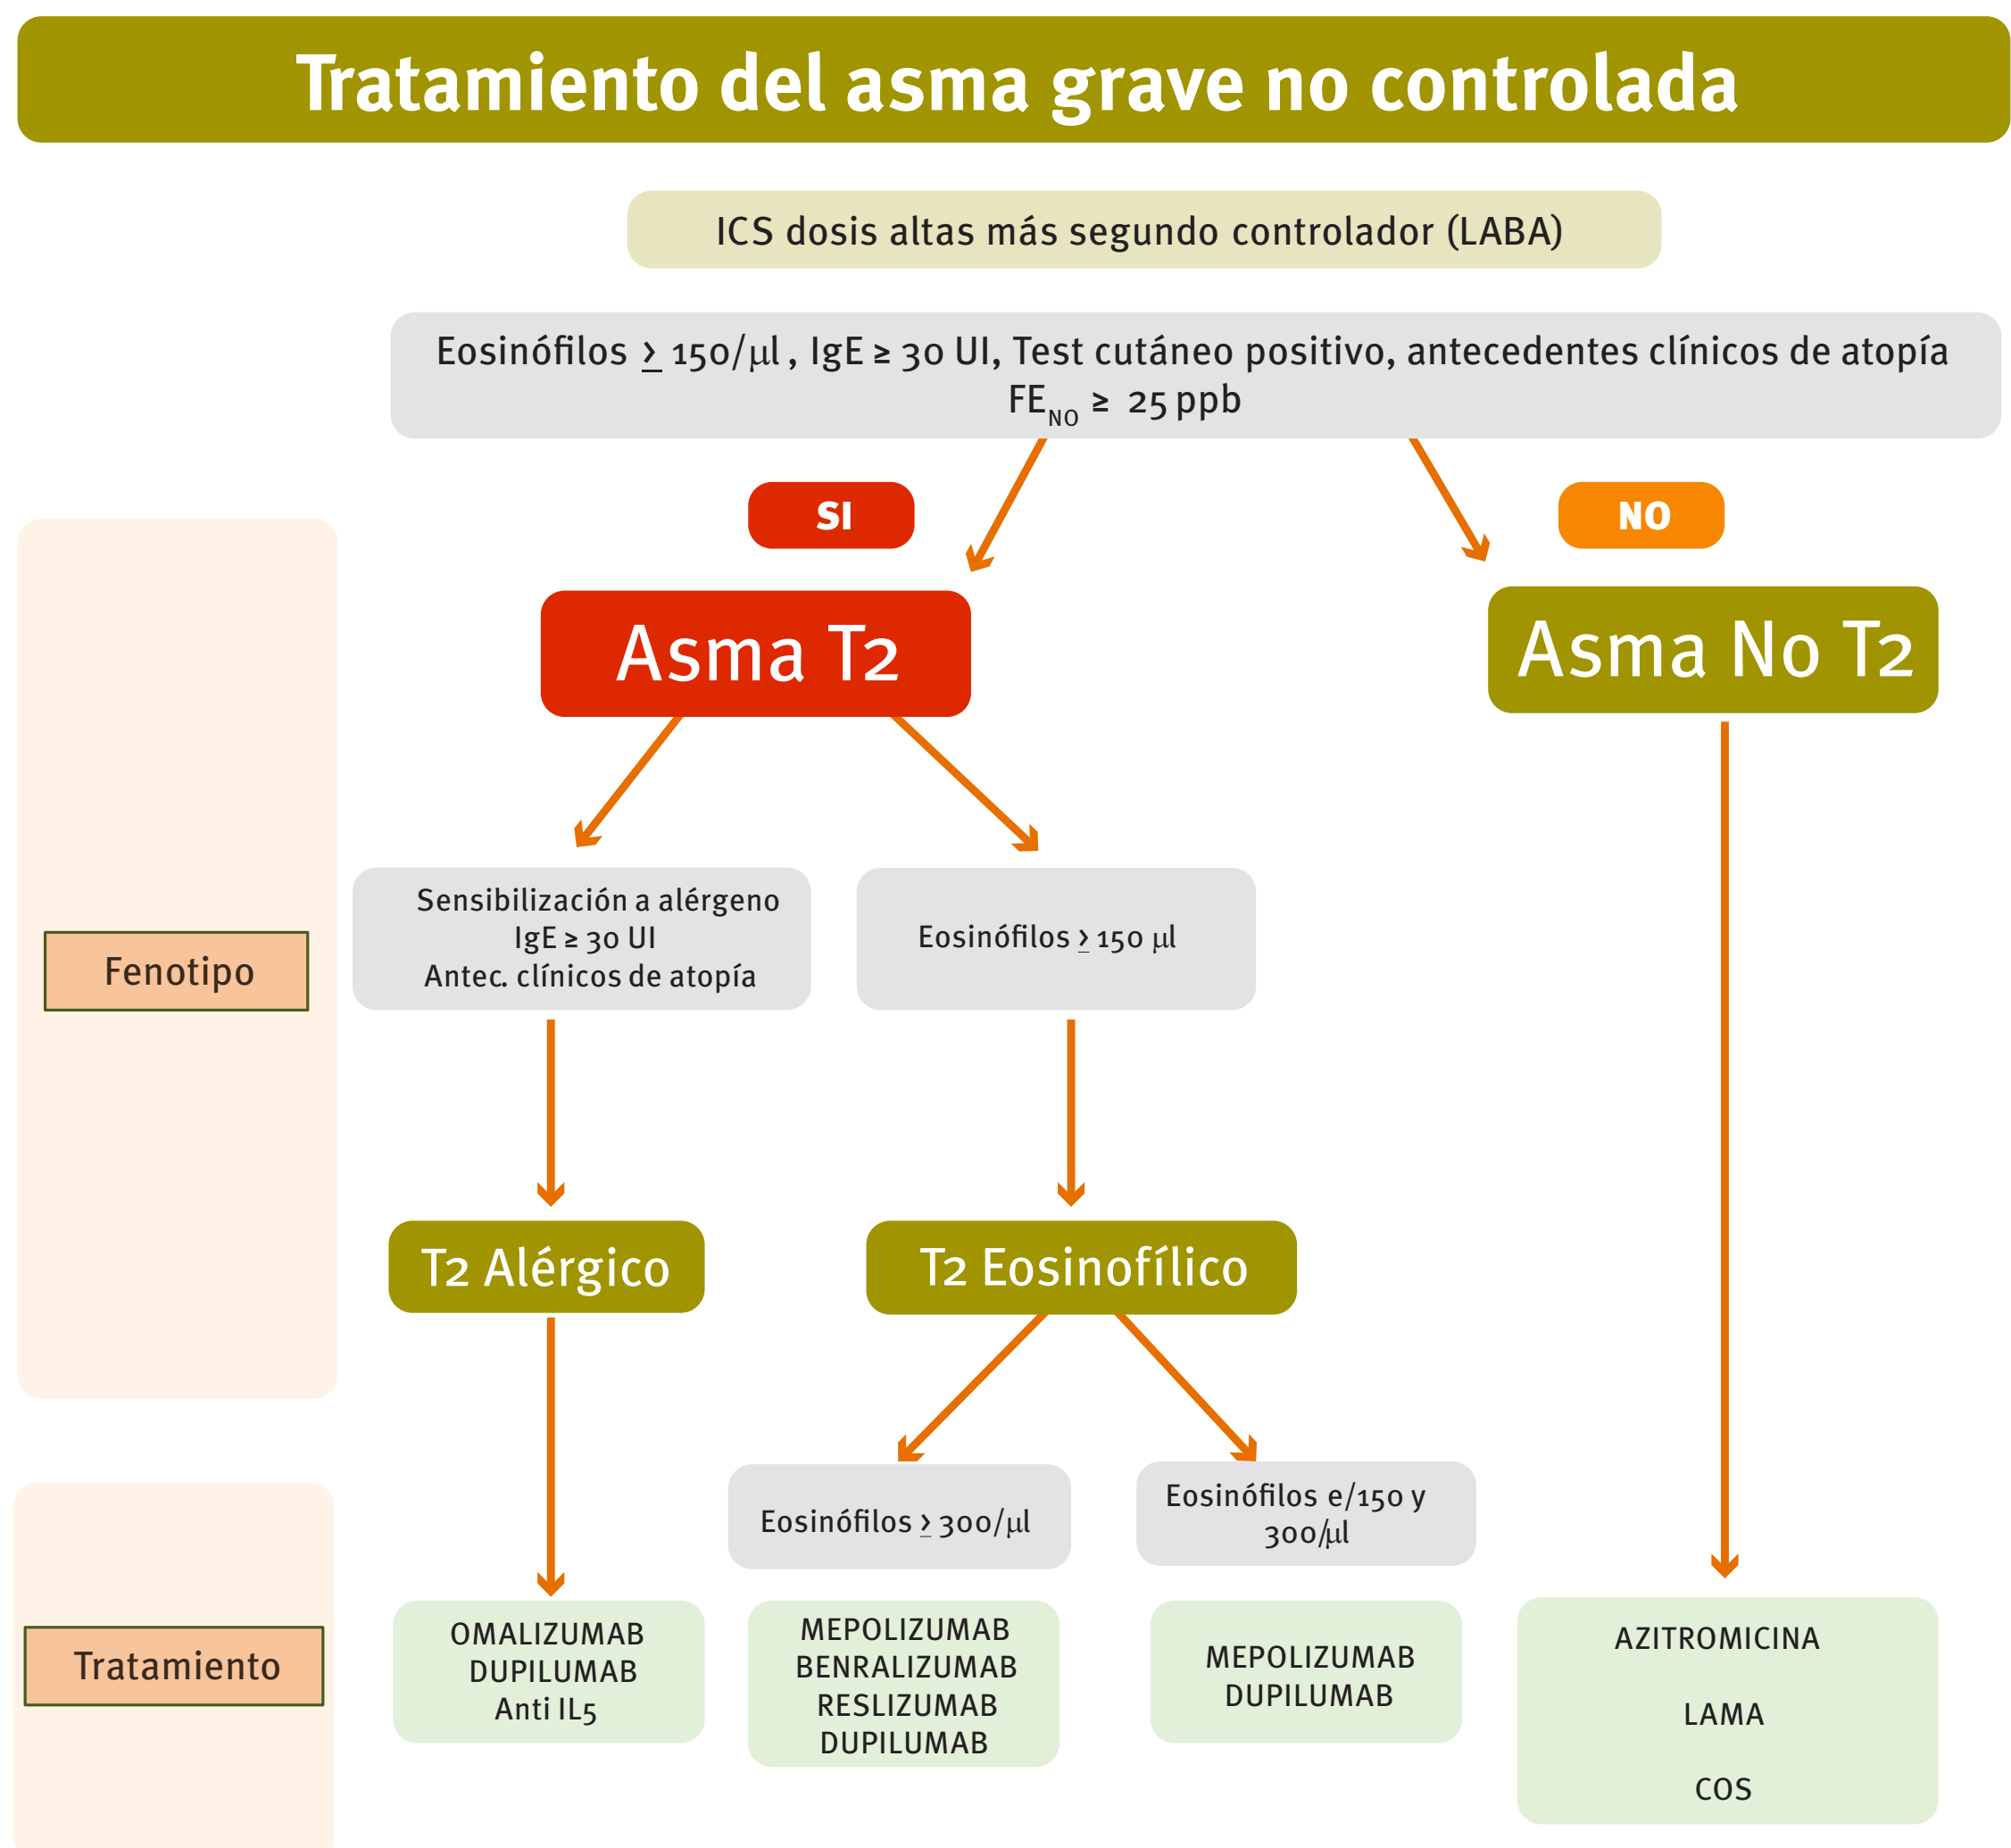 Tratamiento del asma grave no controlada
ICS dosis altas más segundo controlador (LABA)
Eosinófilos ≥ 150/µl , IgE ≥ 30 UI, Test cutáneo positivo, antecedentes clínicos de atopía
FENO ≥ 25 ppb
SI
NO
Asma T2
Asma No T2
Fenotipo
Sensibilización a alérgeno
IgE ≥ 30 UI
Antec. clínicos de atopía
Eosinófilos ≥ 150 µl
T2 Alérgico
T2 Eosinofílico
Eosinófilos ≥ 300/µl
Eosinófilos e/150 y
300/µl
Tratamiento
OMALIZUMAB
DUPILUMAB
Anti IL5
MEPOLIZUMAB
BENRALIZUMAB
RESLIZUMAB
DUPILUMAB
MEPOLIZUMAB
DUPILUMAB
AZITROMICINA
LAMA
COS